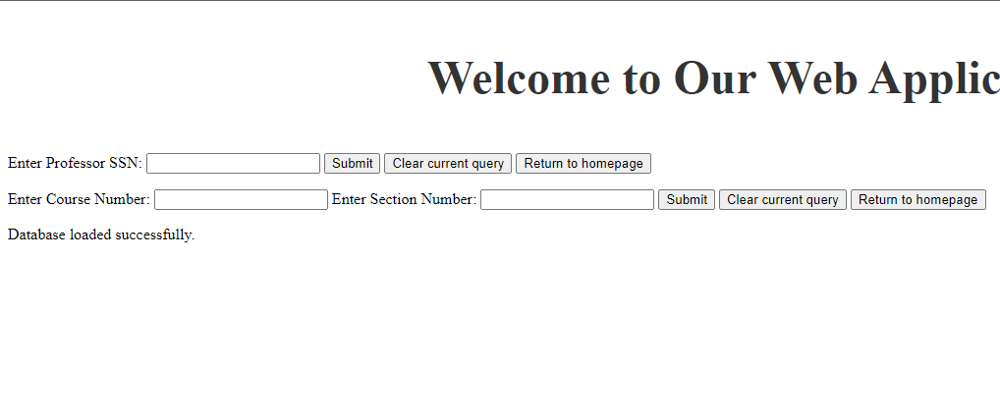 Welcome to Our Web Applic
Enter Professor SSN: Submit Clear current query Return to homepage
Enter Course Number: Enter Section Number: Submit Clear current query Return to homepage
Database loaded successfully.